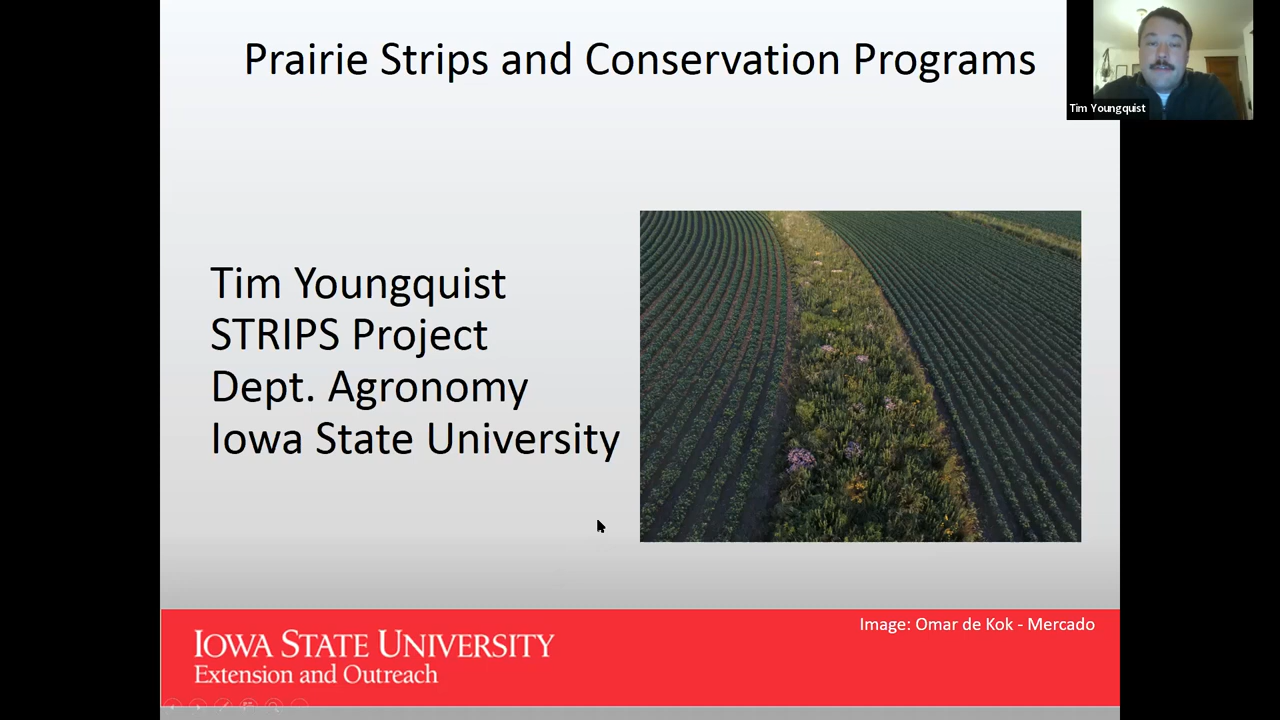 Prairie Strips and Conservation Programs
Tim Youngquist
Tim Youngquist
STRIPS Project
Dept. Agronomy
Iowa State University
Image: Omar de Kok - Mercado
IOWA STATE UNIVERSITY
Extension and Outreach